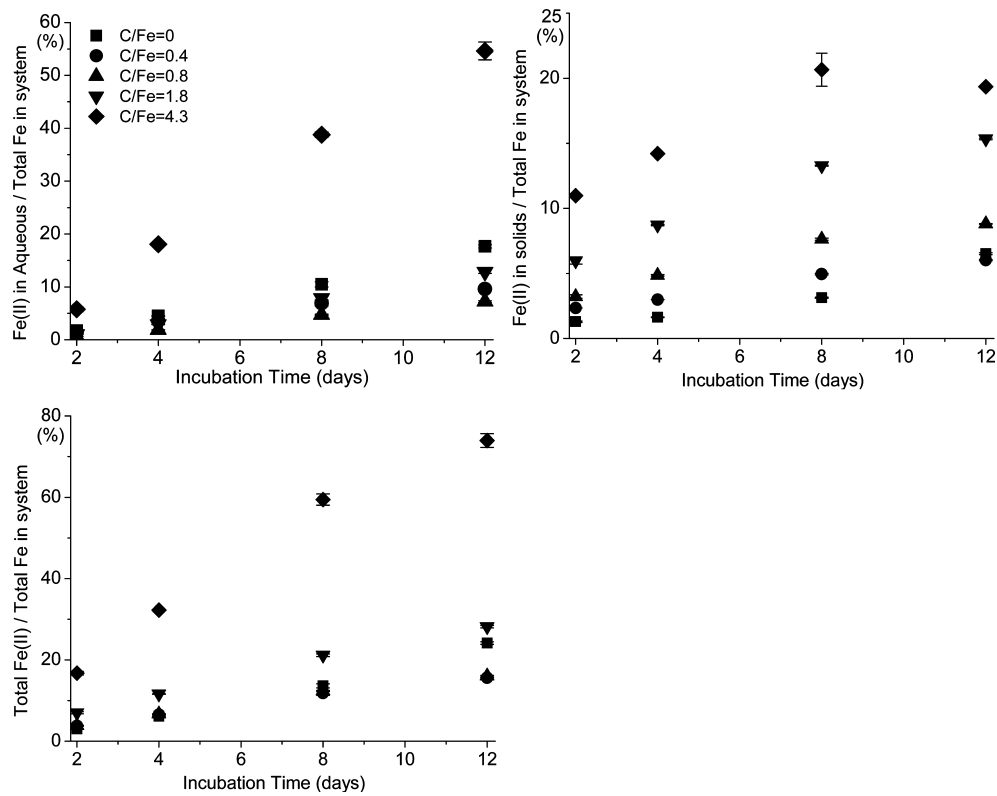 60
(%)
50
40
30
20
10
0
Fe(II) in Aqueous / Total Fe in system
C/Fe=0
C/Fe=0.4
C/Fe=0.8
C/Fe=1.8
C/Fe=4.3
2 4 6 8 10 12
Incubation Time (days)
25
(%)
20
15
10
5
0
Fe(II) in solids / Total Fe in system
2 4 6 8 10 12
Incubation Time (days)
80
(%)
60
40
20
0
Total Fe(II) / Total Fe in system
2 4 6 8 10 12
Incubation Time (days)